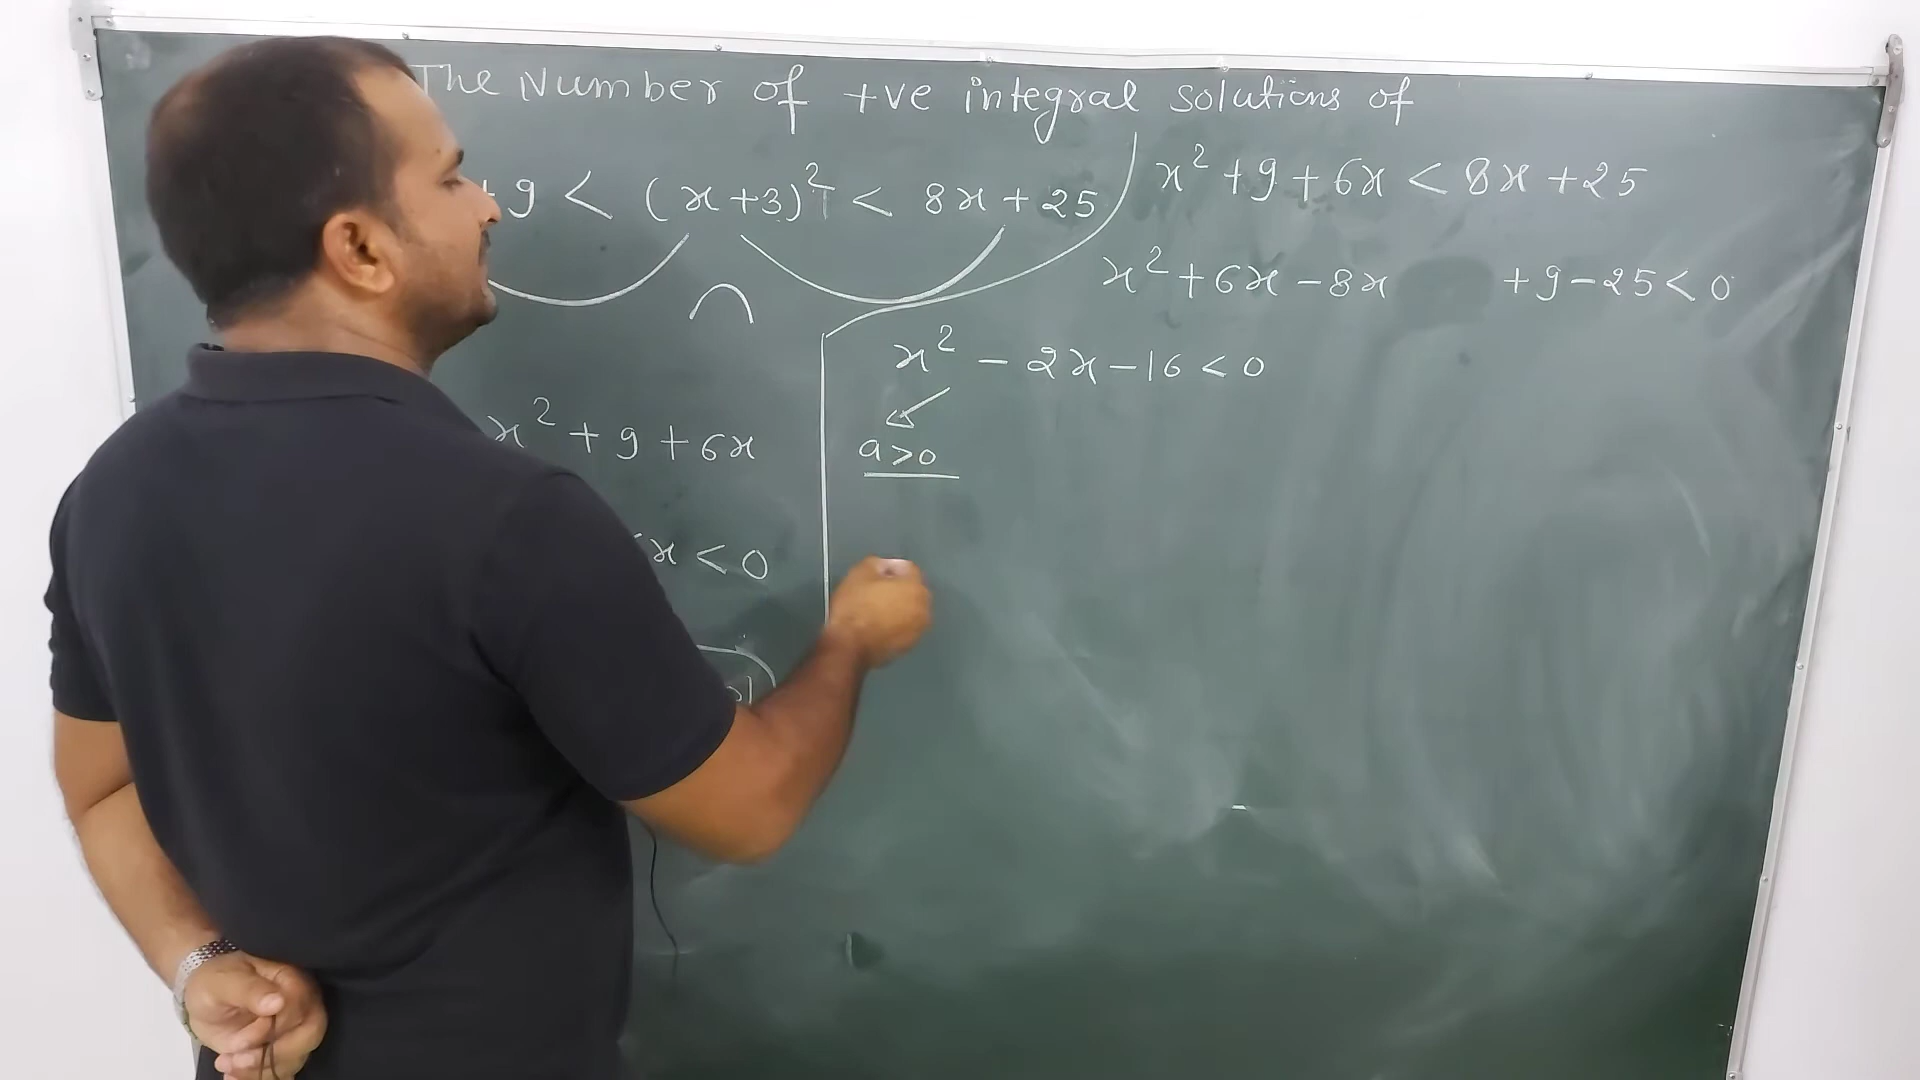 The Number of +ve integral solutions of
+ 9 < (x+3)² < 8x + 25
x² + 9 + 6x < 8x + 25
x² + 6x - 8x + 9 - 25 < 0
x² - 2x - 16 < 0
a > 0
x² + 9 + 6x
x < 0